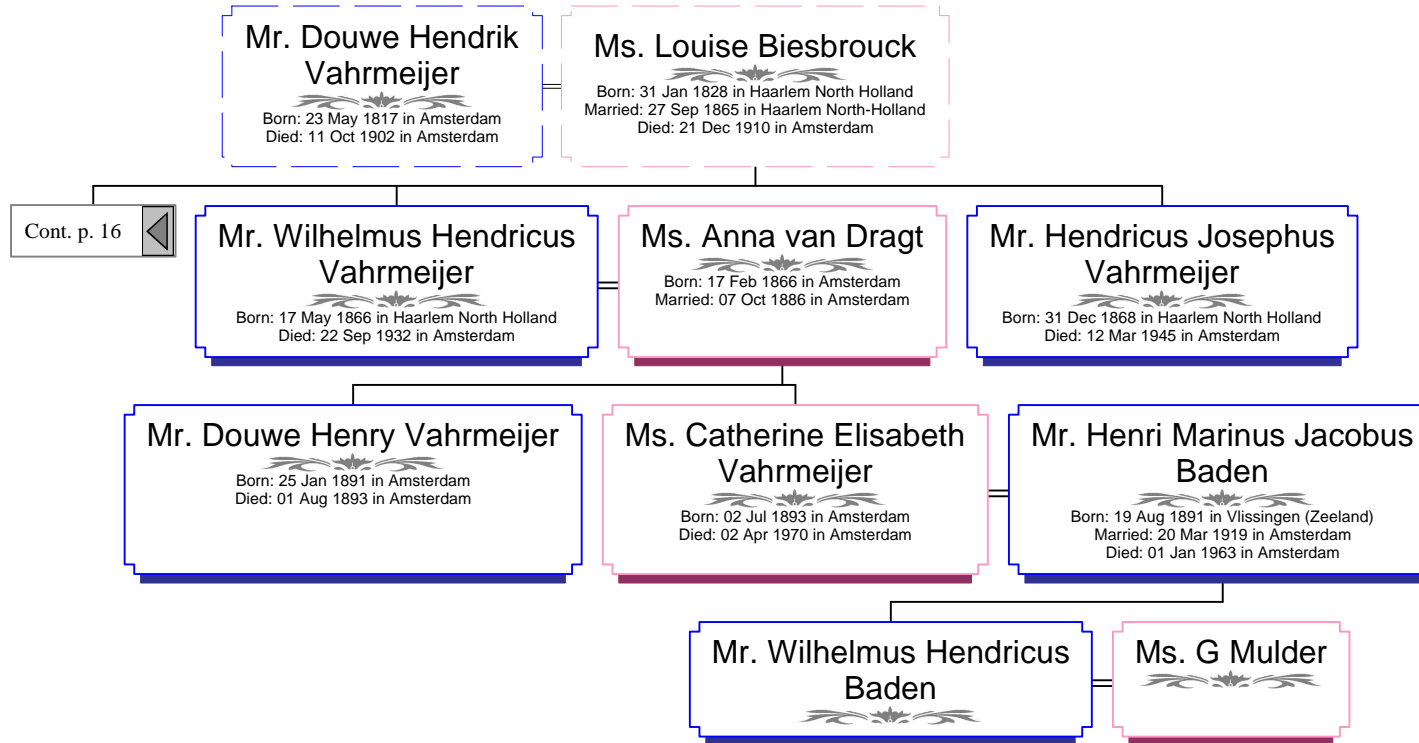 Mr. Douwe Hendrik
Vahrmeijer
Born: 23 May 1817 in Amsterdam
Died: 11 Oct 1902 in Amsterdam
Ms. Louise Biesbrouck
Born: 31 Jan 1828 in Haarlem North Holland
Married: 27 Sep 1865 in Haarlem North-Holland
Died: 21 Dec 1910 in Amsterdam
Cont. p. 16
Mr. Wilhelmus Hendricus
Vahrmeijer
Born: 17 May 1866 in Haarlem North Holland
Died: 22 Sep 1932 in Amsterdam
Ms. Anna van Dragt
Born: 17 Feb 1866 in Amsterdam
Married: 07 Oct 1886 in Amsterdam
Mr. Hendricus Josephus
Vahrmeijer
Born: 31 Dec 1868 in Haarlem North Holland
Died: 12 Mar 1945 in Amsterdam
Mr. Douwe Henry Vahrmeijer
Born: 25 Jan 1891 in Amsterdam
Died: 01 Aug 1893 in Amsterdam
Ms. Catherine Elisabeth
Vahrmeijer
Born: 02 Jul 1893 in Amsterdam
Died: 02 Apr 1970 in Amsterdam
Mr. Henri Marinus Jacobus
Baden
Born: 19 Aug 1891 in Vlissingen (Zeeland)
Married: 20 Mar 1919 in Amsterdam
Died: 01 Jan 1963 in Amsterdam
Mr. Wilhelmus Hendricus
Baden
Ms. G Mulder